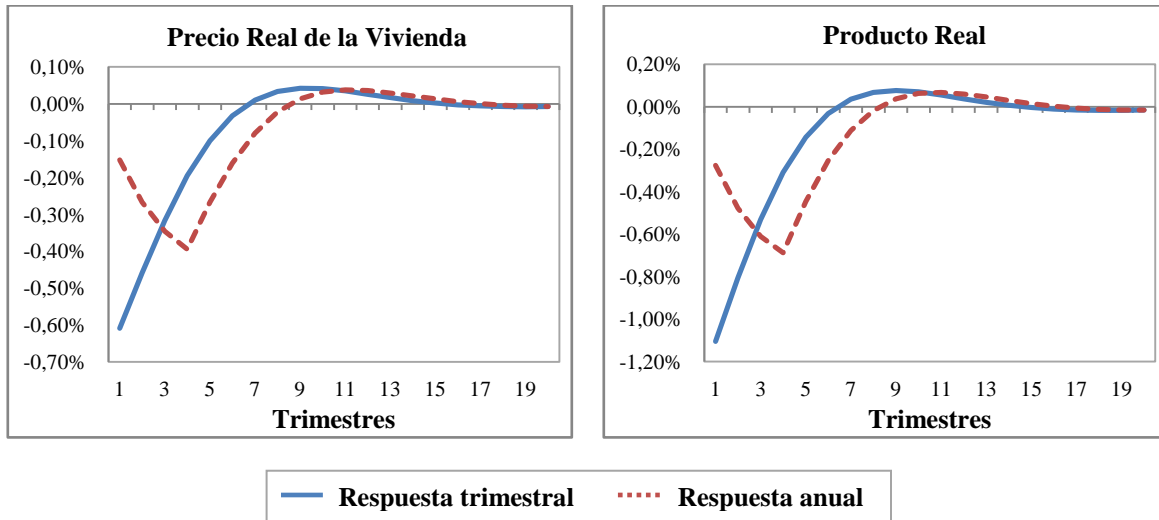 Precio Real de la Vivienda
0,10%
0,00%
-0,10%
-0,20%
-0,30%
-0,40%
-0,50%
-0,60%
-0,70%
1 3 5 7 9 11 13 15 17 19
Trimestres
Producto Real
0,20%
0,00%
-0,20%
-0,40%
-0,60%
-0,80%
-1,00%
-1,20%
1 3 5 7 9 11 13 15 17 19
Trimestres
Respuesta trimestral Respuesta anual